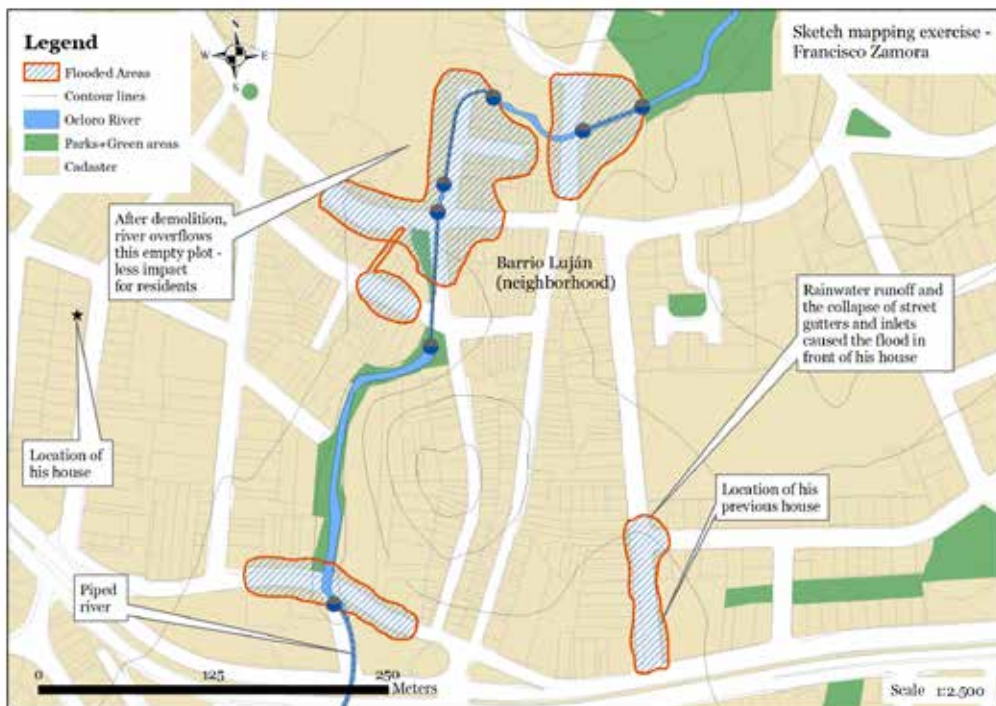 Sketch mapping exercise -
Francisco Zamora
Legend
Flooded Areas
Contour lines
Ocloro River
Parks+Green areas
Cadaster
N
W
E
S
After demolition,
river overflows
this empty plot -
less impact
for residents
Barrio Luján
(neighborhood)
Rainwater runoff and
the collapse of street
gutters and inlets
caused the flood in
front of his house
Location of
his house
Location of his
previous house
Piped
river
0
125
250
Meters
Scale 1:2.500